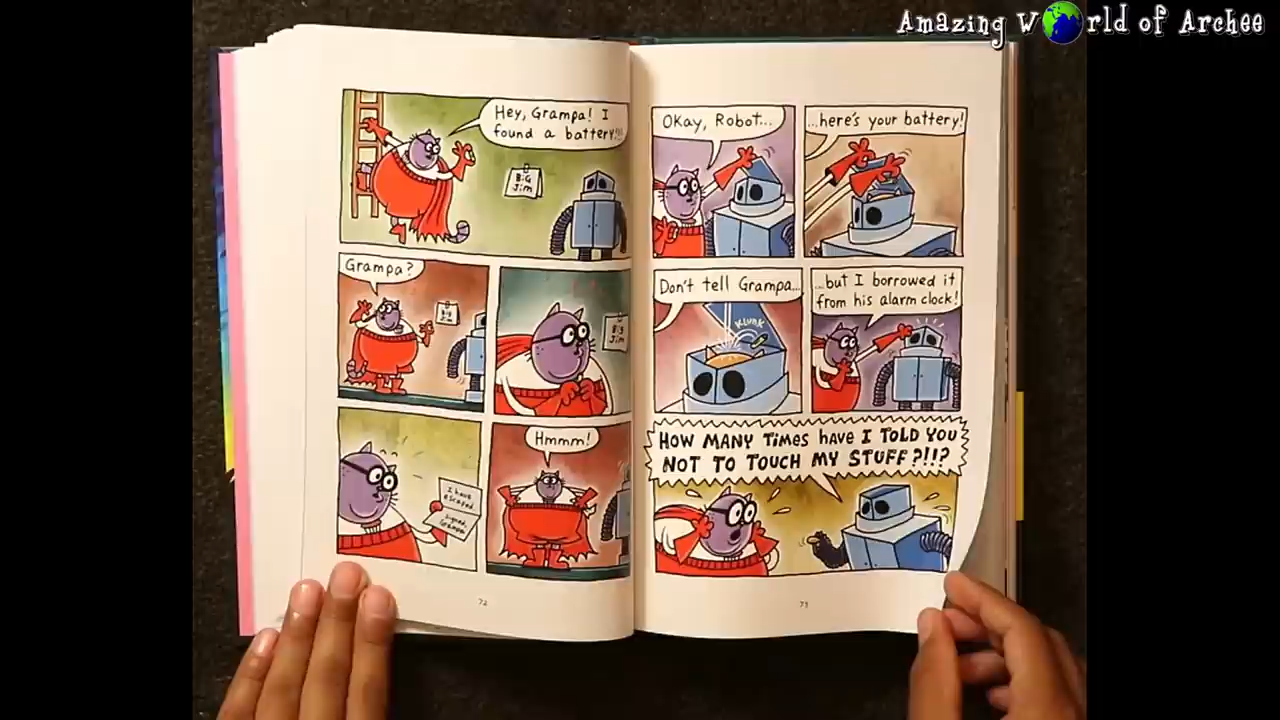 Amazing World of Archee
Hey, Grampa! I
found a battery!!!
BiG
Jim
Grampa?
BiG
Jim
BiG
Jim
I have
escaped.
Signed,
Grampa
Hmmm!
72
Okay, Robot...
...here's your battery!
Don't tell Grampa...
KLUNK
...but I borrowed it
from his alarm clock!
HOW MANY TiMES have I TOLD YOU
NOT TO TOUCH MY STUFF?!!?
73